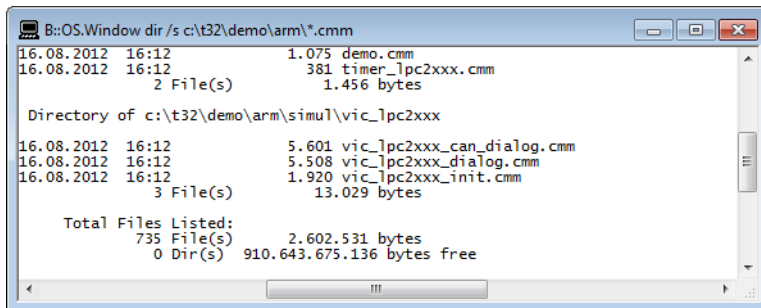 B::OS.Window dir /s c:\t32\demo\arm\*.cmm
16.08.2012 16:12 1.075 demo.cmm
16.08.2012 16:12 381 timer_lpc2xxx.cmm
2 File(s) 1.456 bytes
Directory of c:\t32\demo\arm\simul\vic_lpc2xxx
16.08.2012 16:12 5.601 vic_lpc2xxx_can_dialog.cmm
16.08.2012 16:12 5.508 vic_lpc2xxx_dialog.cmm
16.08.2012 16:12 1.920 vic_lpc2xxx_init.cmm
3 File(s) 13.029 bytes
Total Files Listed:
735 File(s) 2.602.531 bytes
0 Dir(s) 910.643.675.136 bytes free